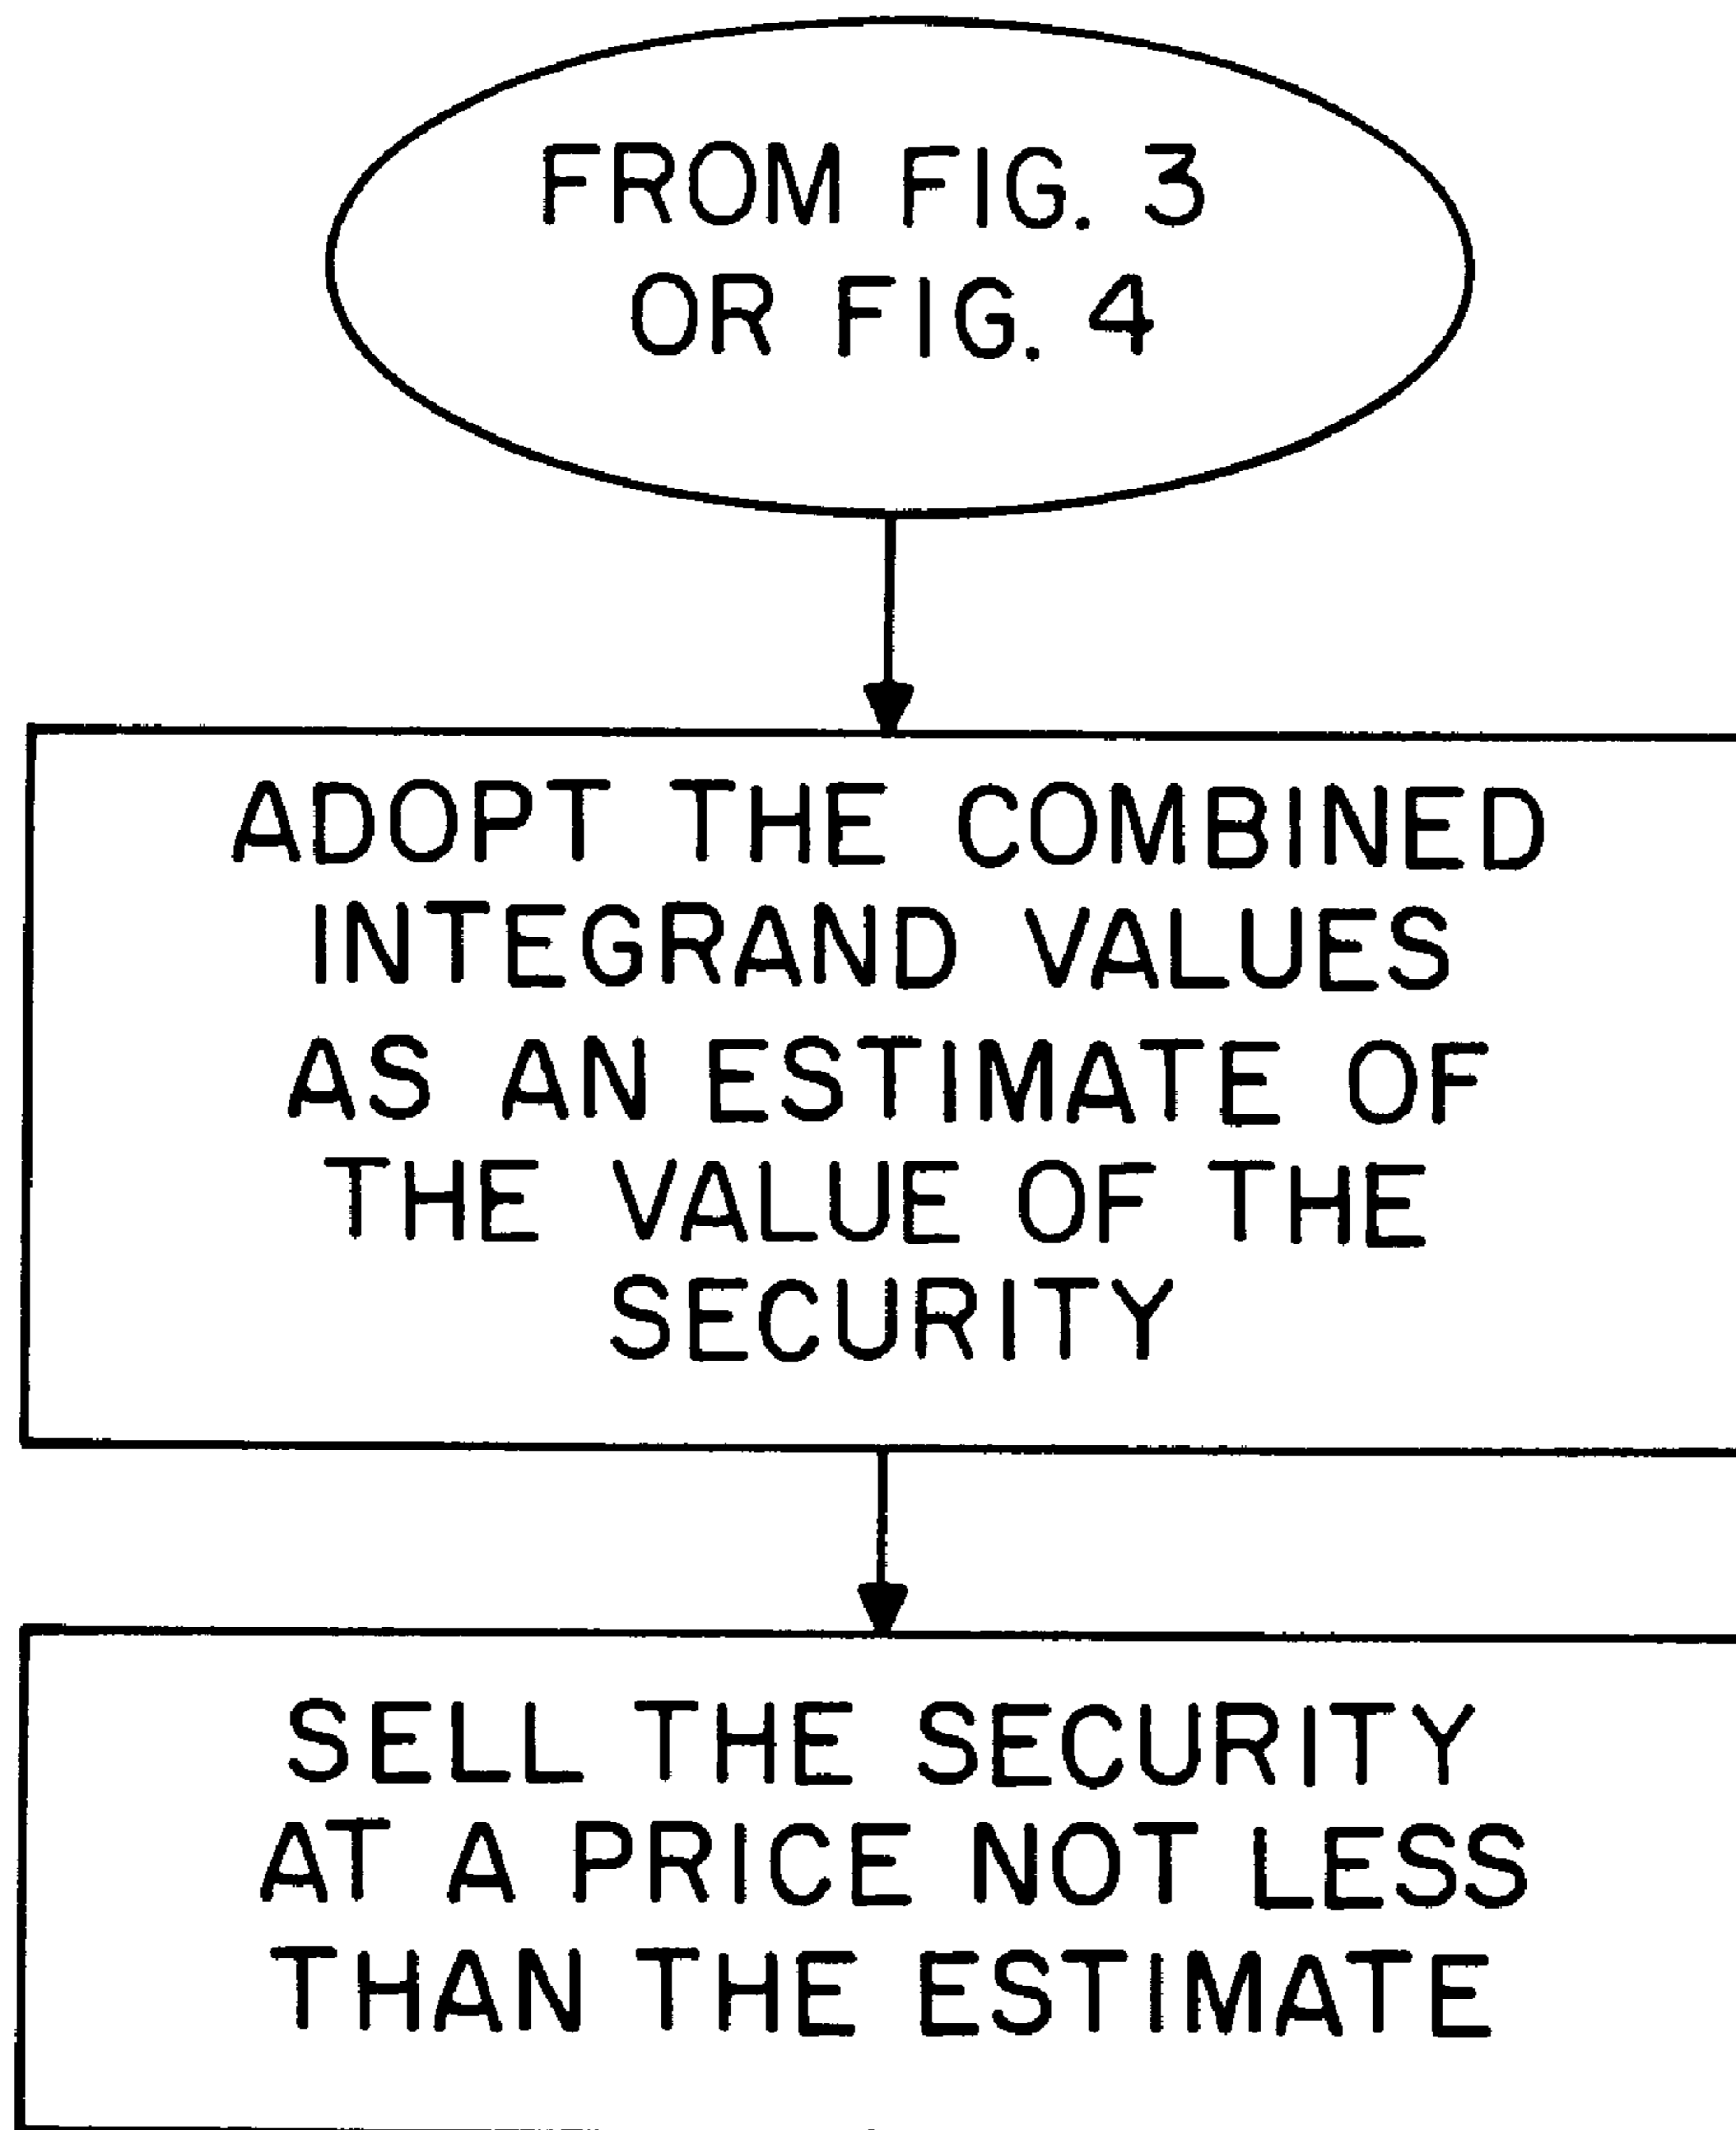 FROM FIG. 3
OR FIG. 4
ADOPT THE COMBINED
INTEGRAND VALUES
AS AN ESTIMATE OF
THE VALUE OF THE
SECURITY
SELL THE SECURITY
AT A PRICE NOT LESS
THAN THE ESTIMATE